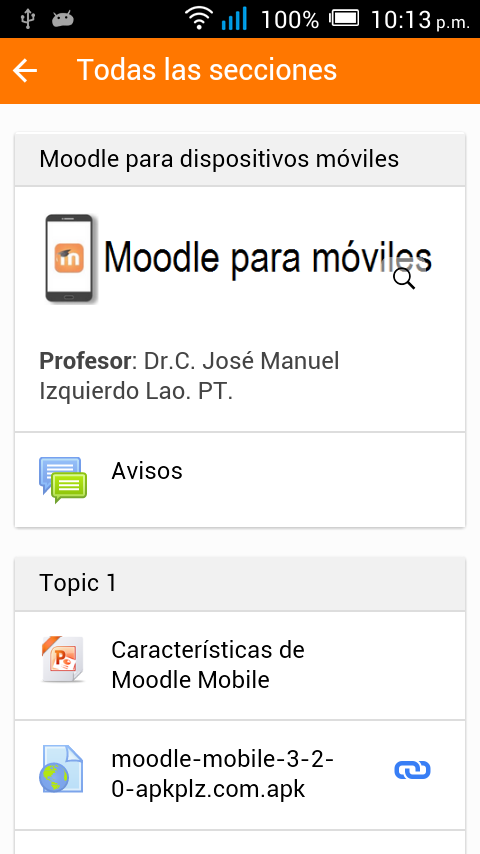 100% 10:13 p.m.
Todas las secciones
Moodle para dispositivos móviles
m
Moodle para móviles
Profesor: Dr.C. José Manuel
Izquierdo Lao. PT.
Avisos
Topic 1
P
Características de
Moodle Mobile
moodle-mobile-3-2-
0-apkplz.com.apk